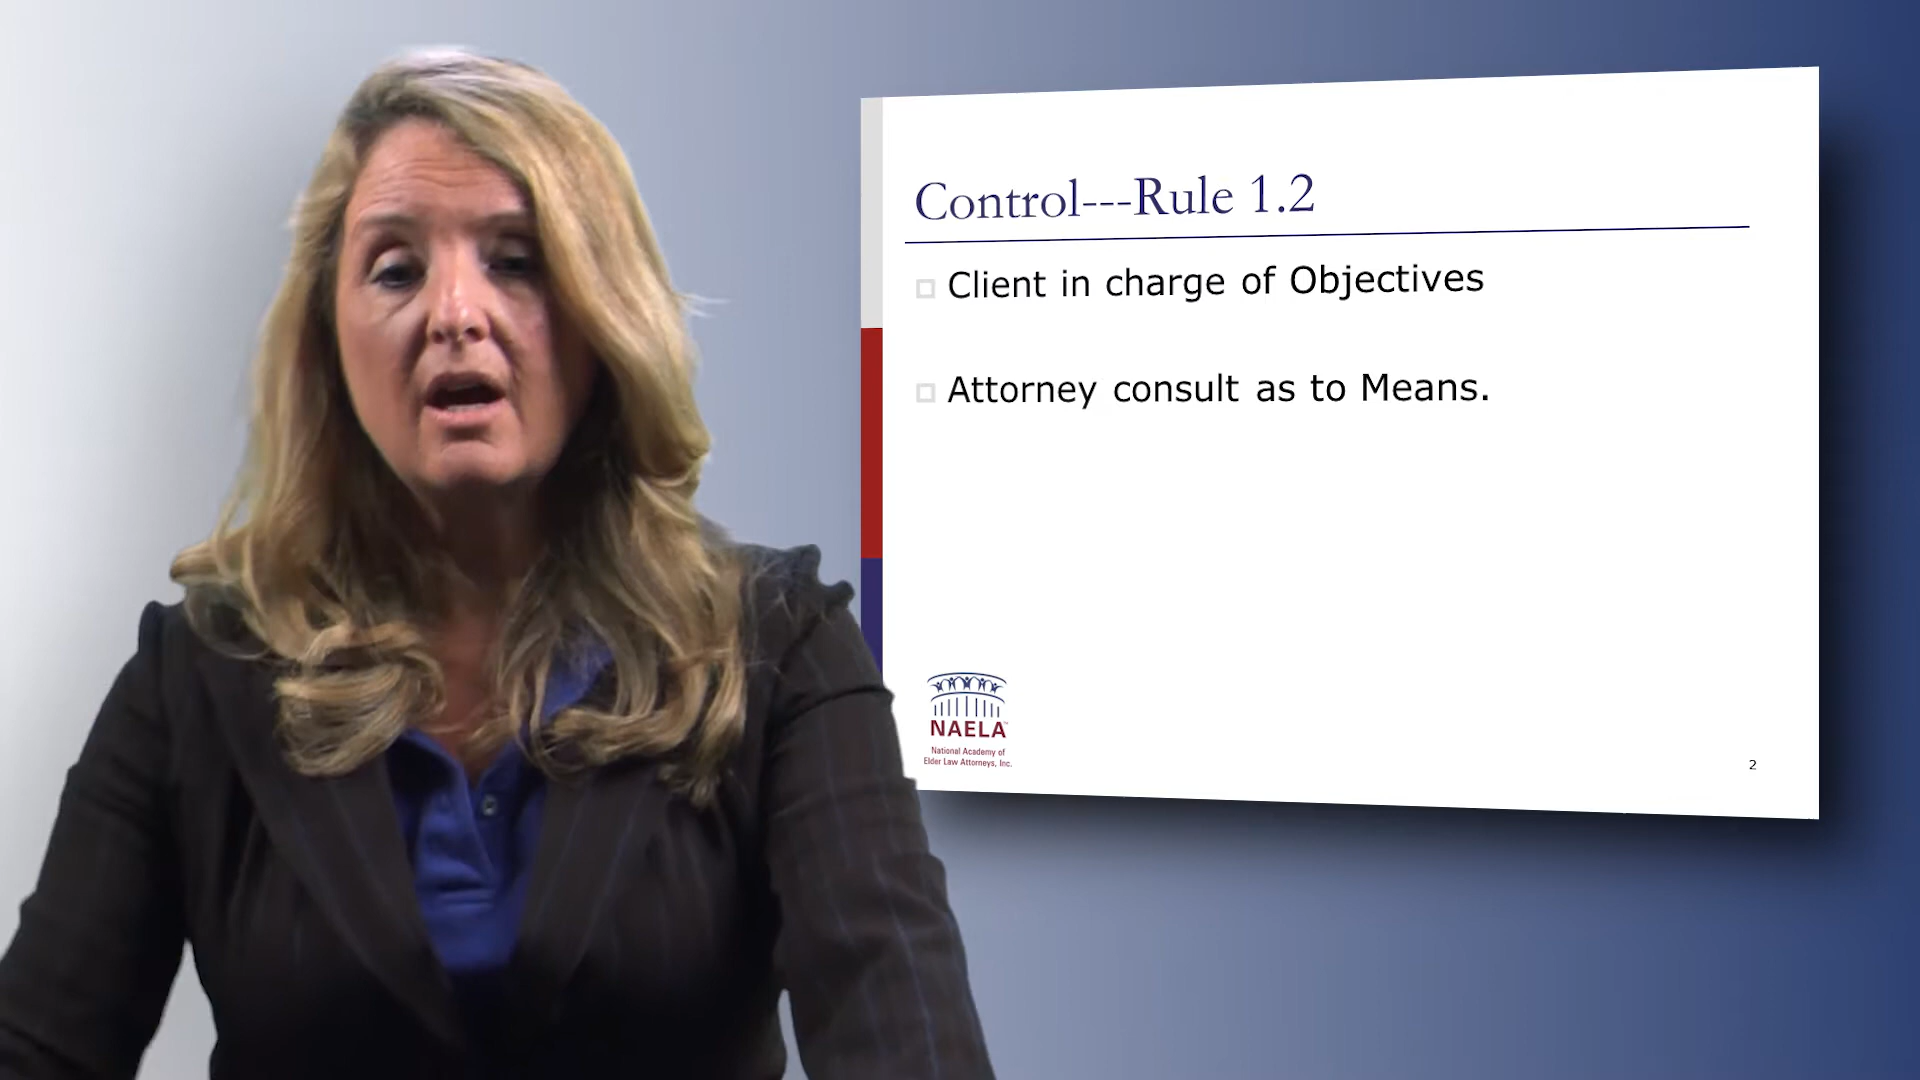 Control---Rule 1.2
Client in charge of Objectives
Attorney consult as to Means.
NAELA
National Academy of
Elder Law Attorneys, Inc.
2